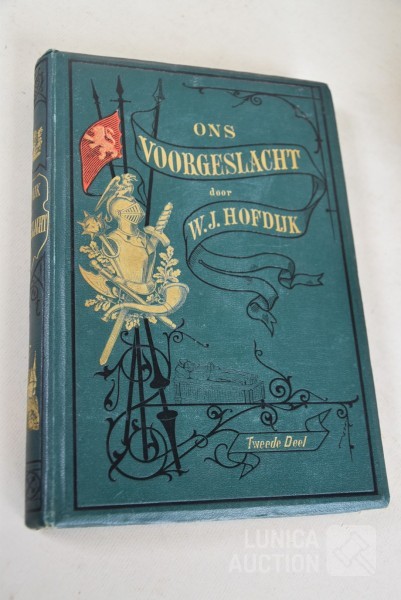 ONS
VOORGESLACHT
door
W. J. HOFDIJK
Tweede Deel
LUNICA
AUCTION